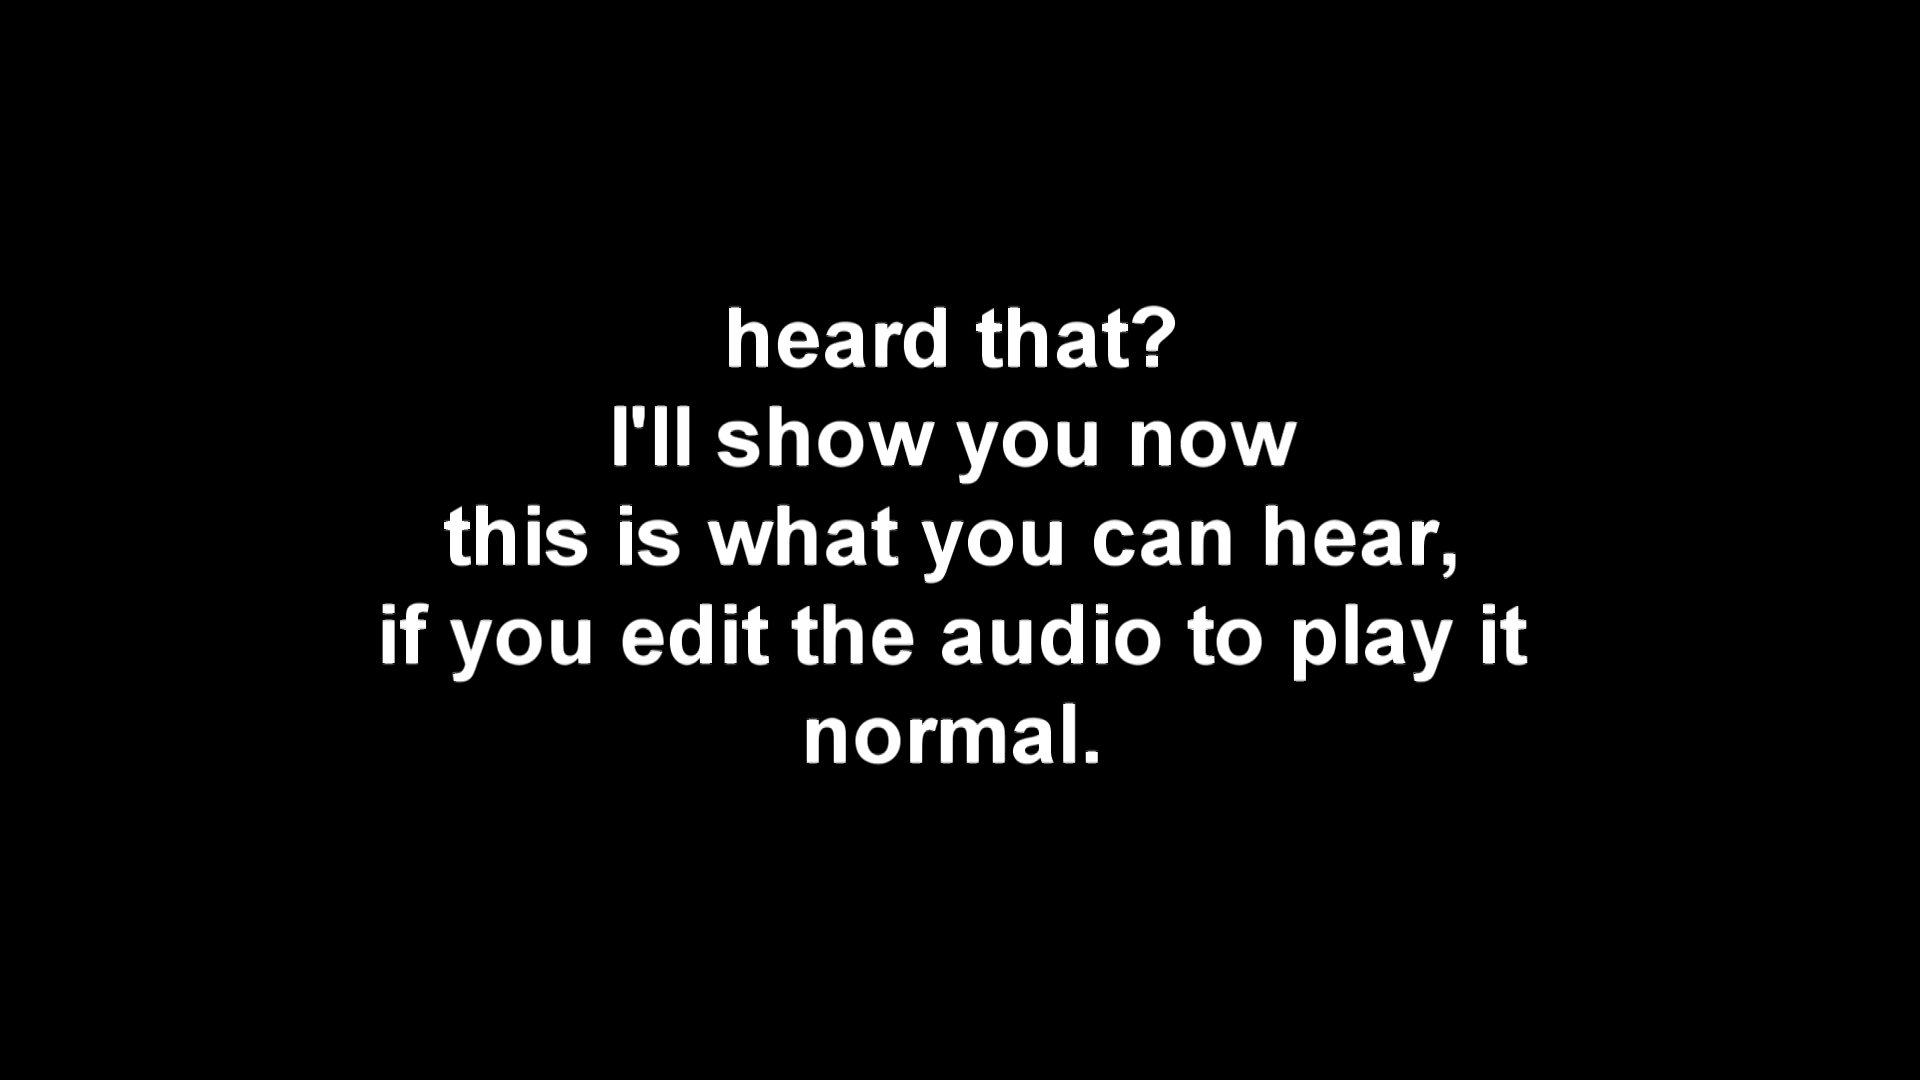 heard that?
I'll show you now
this is what you can hear,
if you edit the audio to play it
normal.